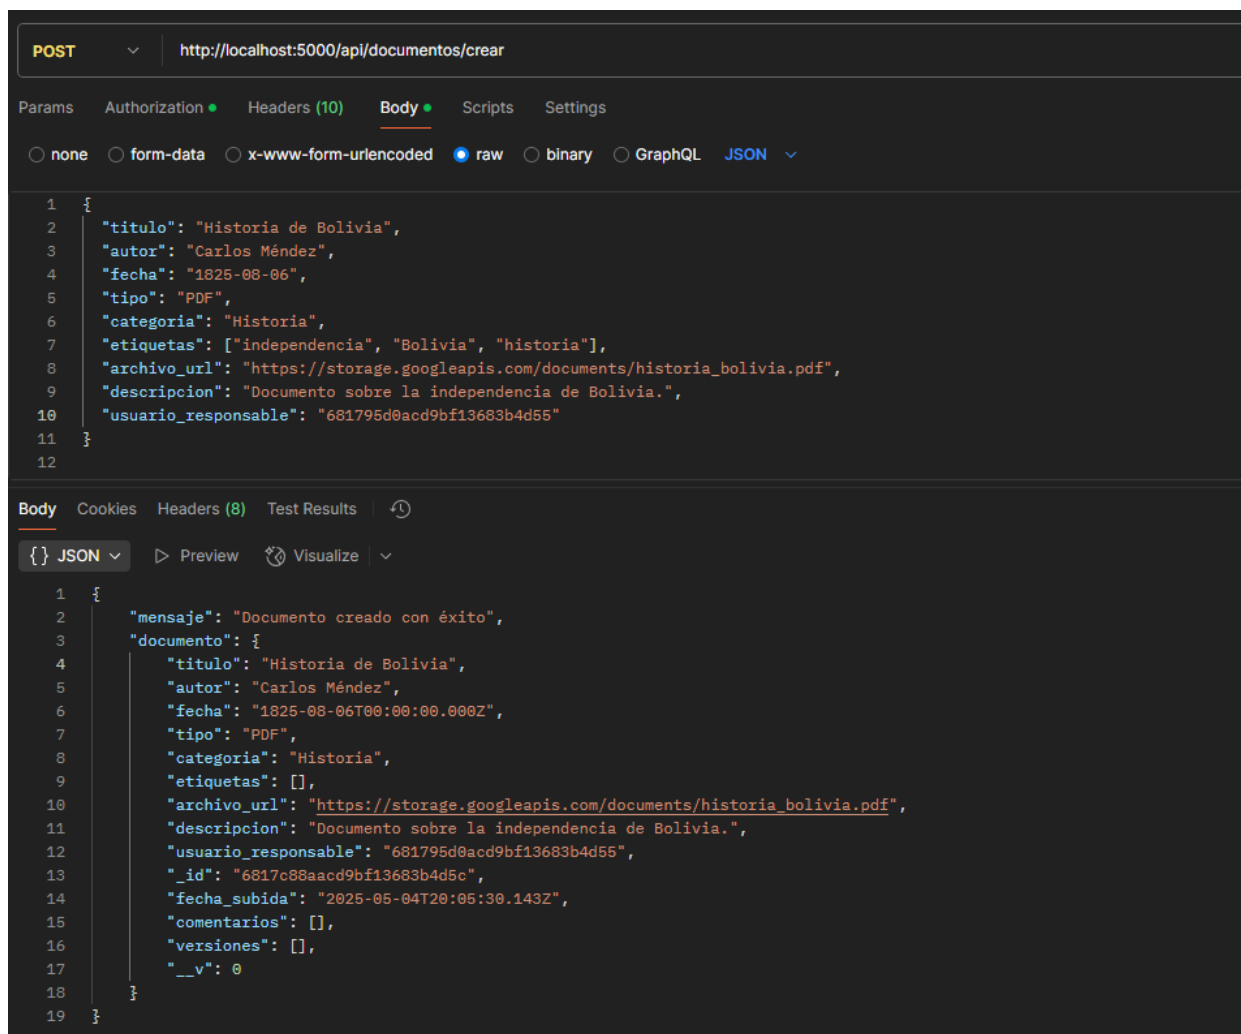 POST http://localhost:5000/api/documentos/crear
Params Authorization Headers (10) Body Scripts Settings
none form-data x-www-form-urlencoded raw binary GraphQL JSON
1 {
2 "titulo": "Historia de Bolivia",
3 "autor": "Carlos Méndez",
4 "fecha": "1825-08-06",
5 "tipo": "PDF",
6 "categoria": "Historia",
7 "etiquetas": ["independencia", "Bolivia", "historia"],
8 "archivo_url": "https://storage.googleapis.com/documents/historia_bolivia.pdf",
9 "descripcion": "Documento sobre la independencia de Bolivia.",
10 "usuario_responsable": "681795d0acd9bf13683b4d55"
11 }
12
Body Cookies Headers (8) Test Results
{} JSON Preview Visualize
1 {
2 "mensaje": "Documento creado con éxito",
3 "documento": {
4 "titulo": "Historia de Bolivia",
5 "autor": "Carlos Méndez",
6 "fecha": "1825-08-06T00:00:00.000Z",
7 "tipo": "PDF",
8 "categoria": "Historia",
9 "etiquetas": [],
10 "archivo_url": "https://storage.googleapis.com/documents/historia_bolivia.pdf",
11 "descripcion": "Documento sobre la independencia de Bolivia.",
12 "usuario_responsable": "681795d0acd9bf13683b4d55",
13 "_id": "6817c88aacd9bf13683b4d5c",
14 "fecha_subida": "2025-05-04T20:05:30.143Z",
15 "comentarios": [],
16 "versiones": [],
17 "__v": 0
18 }
19 }